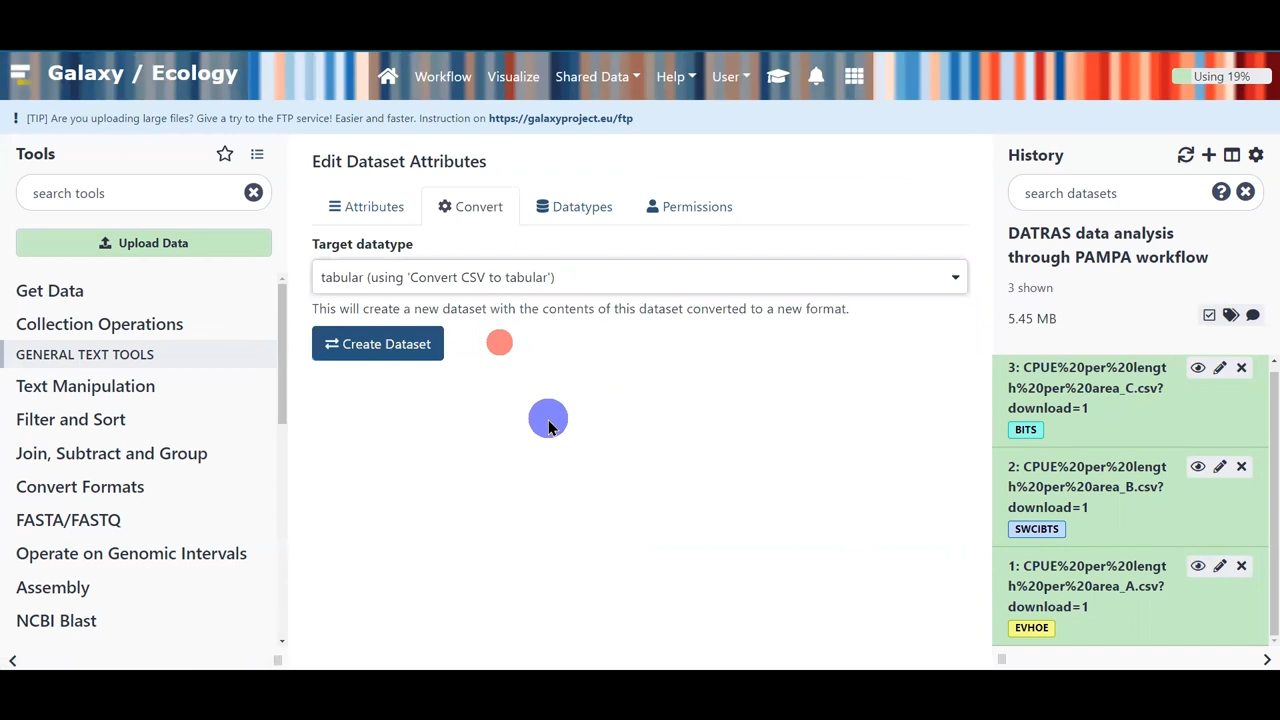 Galaxy / Ecology
Workflow
Visualize
Shared Data
Help
User
Using 19%
[TIP] Are you uploading large files? Give a try to the FTP service! Easier and faster. Instruction on https://galaxyproject.eu/ftp
Tools
search tools
Upload Data
Get Data
Collection Operations
GENERAL TEXT TOOLS
Text Manipulation
Filter and Sort
Join, Subtract and Group
Convert Formats
FASTA/FASTQ
Operate on Genomic Intervals
Assembly
NCBI Blast
Edit Dataset Attributes
Attributes
Convert
Datatypes
Permissions
Target datatype
tabular (using 'Convert CSV to tabular')
This will create a new dataset with the contents of this dataset converted to a new format.
Create Dataset
History
search datasets
DATRAS data analysis
through PAMPA workflow
3 shown
5.45 MB
3: CPUE%20per%20lengt
h%20per%20area_C.csv?
download=1
BITS
2: CPUE%20per%20lengt
h%20per%20area_B.csv?
download=1
SWCIBTS
1: CPUE%20per%20lengt
h%20per%20area_A.csv?
download=1
EVHOE